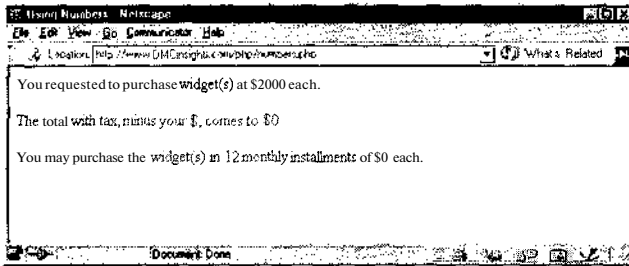 Using Numbers - Netscape
File Edit View Go Communicator Help
Location: http://www.DMCinsights.com/php/numbers.php What's Related
You requested to purchase widget(s) at $2000 each.
The total with tax, minus your $, comes to $0
You may purchase the widget(s) in 12 monthly installments of $0 each.
Document: Done